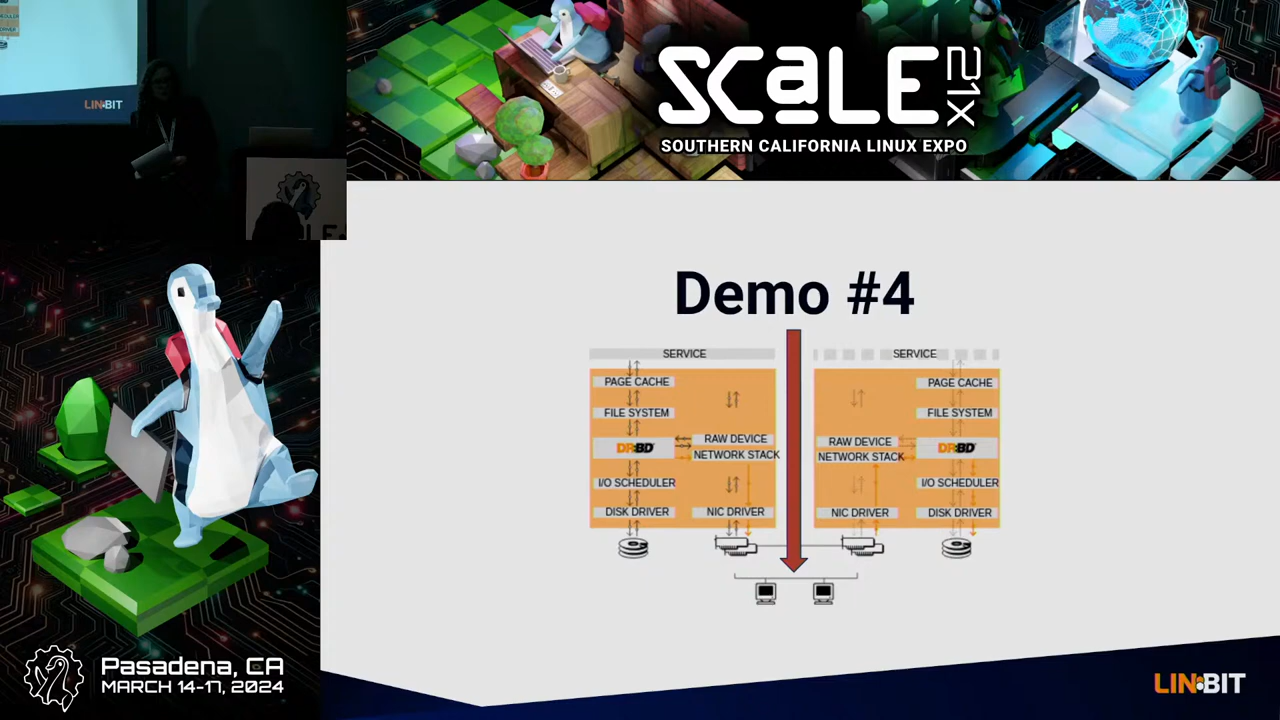 SCHEDULER
DRIVER
LINBIT
SCALE 21X
SOUTHERN CALIFORNIA LINUX EXPO
Demo #4
SERVICE
PAGE CACHE
FILE SYSTEM
DRBD
RAW DEVICE
NETWORK STACK
I/O SCHEDULER
DISK DRIVER
NIC DRIVER
SERVICE
PAGE CACHE
FILE SYSTEM
RAW DEVICE
NETWORK STACK
DRBD
I/O SCHEDULER
NIC DRIVER
DISK DRIVER
Pasadena, CA
MARCH 14-17, 2024
LINBIT